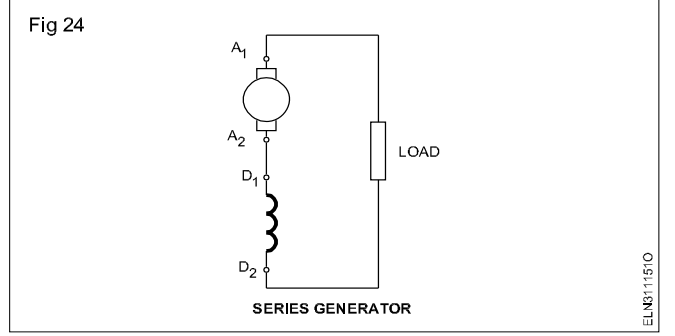 Fig 24
A1
A2
LOAD
D1
D2
SERIES GENERATOR
ELN311151O